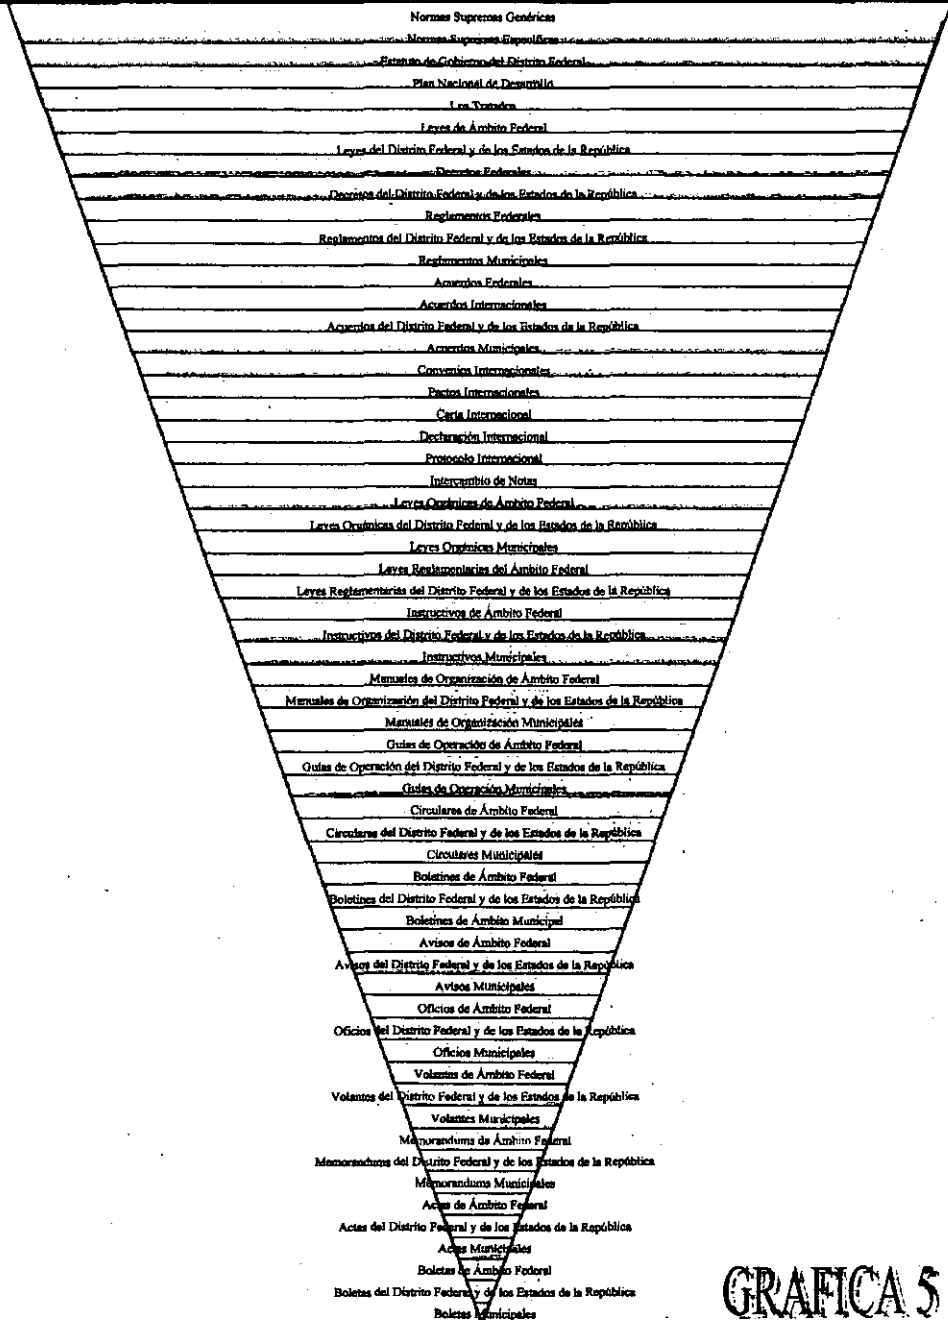 Normas Supremas Genéricas
Normas Supremas Específicas
Estatuto de Gobierno del Distrito Federal
Plan Nacional de Desarrollo
Los Tratados
Leyes de Ámbito Federal
Leyes del Distrito Federal y de los Estados de la República
Decretos Federales
Decretos del Distrito Federal y de los Estados de la República
Reglamentos Federales
Reglamentos del Distrito Federal y de los Estados de la República
Reglamentos Municipales
Acuerdos Federales
Acuerdos Internacionales
Acuerdos del Distrito Federal y de los Estados de la República
Acuerdos Municipales
Convenios Internacionales
Pactos Internacionales
Carta Internacional
Declaración Internacional
Protocolo Internacional
Intercambio de Notas
Leyes Orgánicas de Ámbito Federal
Leyes Orgánicas del Distrito Federal y de los Estados de la República
Leyes Orgánicas Municipales
Leyes Reglamentarias del Ámbito Federal
Leyes Reglamentarias del Distrito Federal y de los Estados de la República
Instructivos de Ámbito Federal
Instructivos del Distrito Federal y de los Estados de la República
Instructivos Municipales
Manuales de Organización de Ámbito Federal
Manuales de Organización del Distrito Federal y de los Estados de la República
Manuales de Organización Municipales
Guías de Operación de Ámbito Federal
Guías de Operación del Distrito Federal y de los Estados de la República
Guías de Operación Municipales
Circulares de Ámbito Federal
Circulares del Distrito Federal y de los Estados de la República
Circulares Municipales
Boletines de Ámbito Federal
Boletines del Distrito Federal y de los Estados de la República
Boletines de Ámbito Municipal
Avisos de Ámbito Federal
Avisos del Distrito Federal y de los Estados de la República
Avisos Municipales
Oficios de Ámbito Federal
Oficios del Distrito Federal y de los Estados de la República
Oficios Municipales
Volantes de Ámbito Federal
Volantes del Distrito Federal y de los Estados de la República
Volantes Municipales
Memorandums de Ámbito Federal
Memorandums del Distrito Federal y de los Estados de la República
Memorandums Municipales
Actas de Ámbito Federal
Actas del Distrito Federal y de los Estados de la República
Actas Municipales
Boletas de Ámbito Federal
Boletas del Distrito Federal y de los Estados de la República
Boletas Municipales
GRAFICA 5